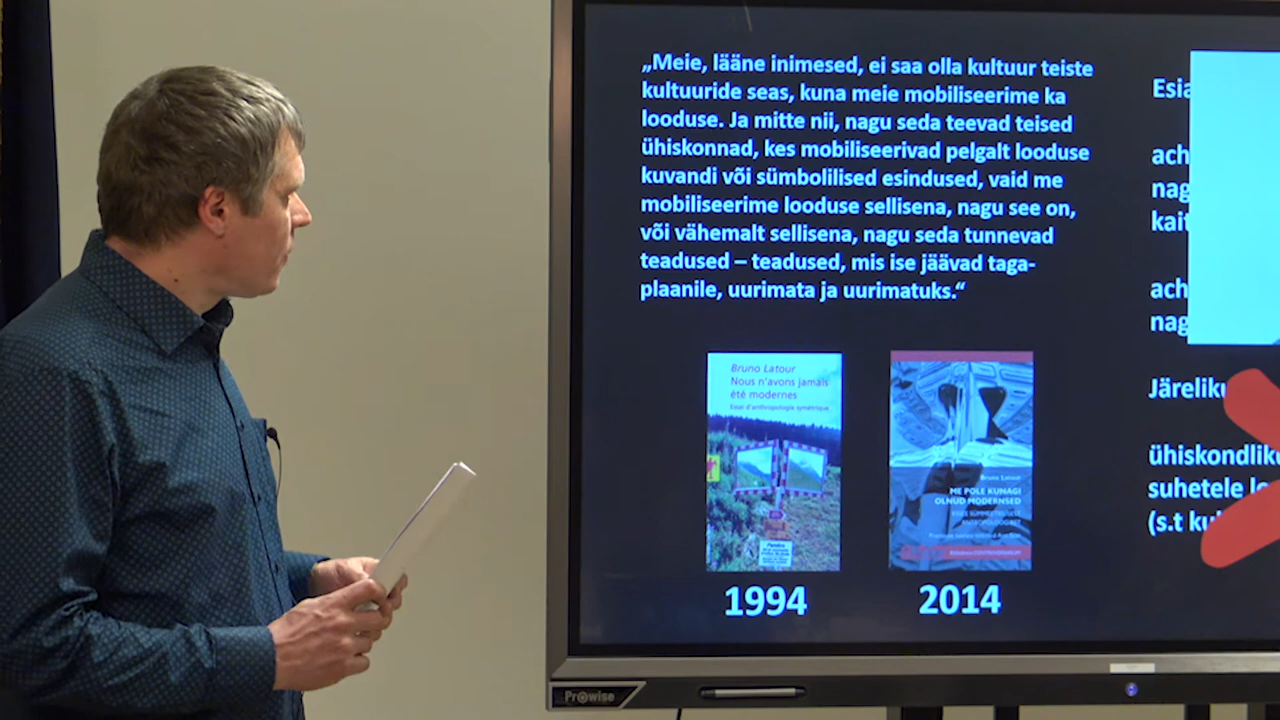 „Meie, lääne inimesed, ei saa olla kultuur teiste
kultuuride seas, kuna meie mobiliseerime ka
looduse. Ja mitte nii, nagu seda teevad teised
ühiskonnad, kes mobiliseerivad pelgalt looduse
kuvandi või sümbolilised esindused, vaid me
mobiliseerime looduse sellisena, nagu see on,
või vähemalt sellisena, nagu seda tunnevad
teadused – teadused, mis ise jäävad taga-
plaanile, uurimata ja uurimatuks.“
Bruno Latour
Nous n'avons jamais
été modernes
Essai d'anthropologie symétrique
1994
Bruno Latour
ME POLE KUNAGI
OLNUD MODERNSED
2014
Esia
ach
nag
kait
ach
nag
Järeliku
ühiskondliku
suhetele
(s.t
Prowise